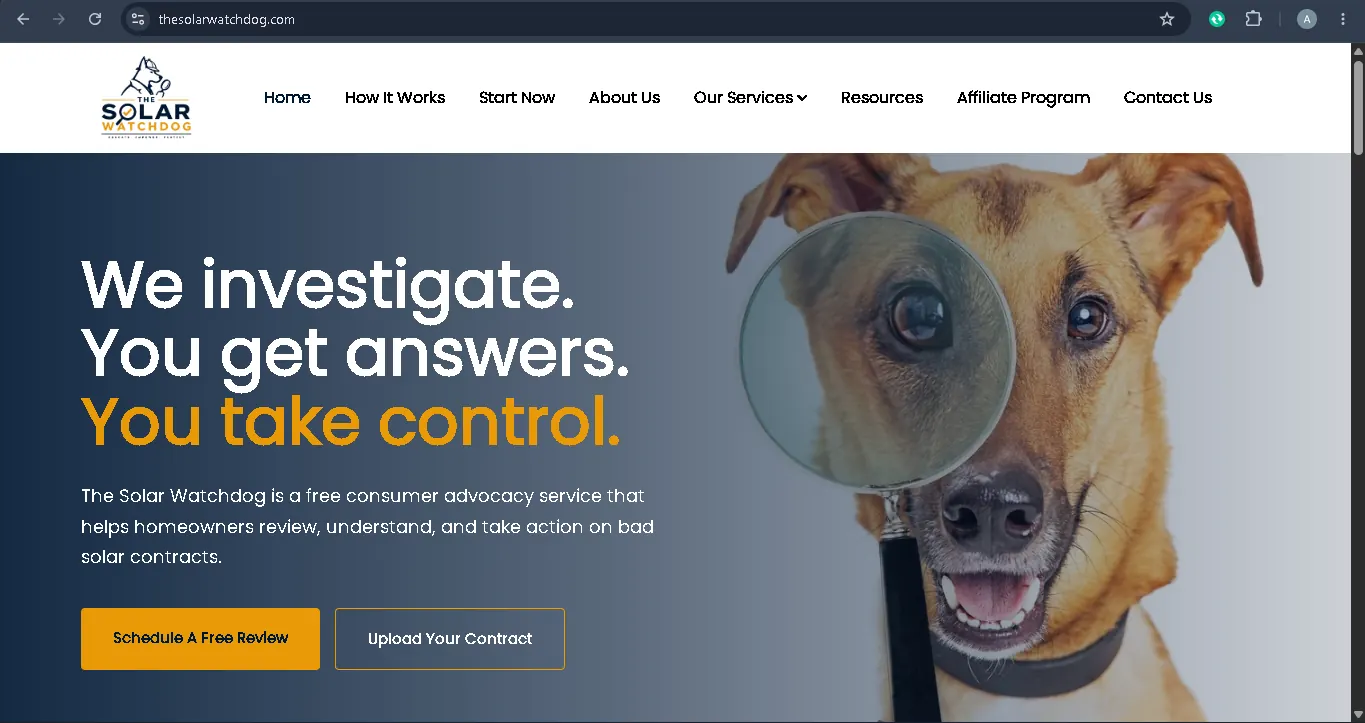 thesolarwatchdog.com
A
THE
SOLAR
WATCHDOG
Home How It Works Start Now About Us Our Services Resources Affiliate Program Contact Us
We investigate.
You get answers.
You take control.
The Solar Watchdog is a free consumer advocacy service that
helps homeowners review, understand, and take action on bad
solar contracts.
Schedule A Free Review Upload Your Contract